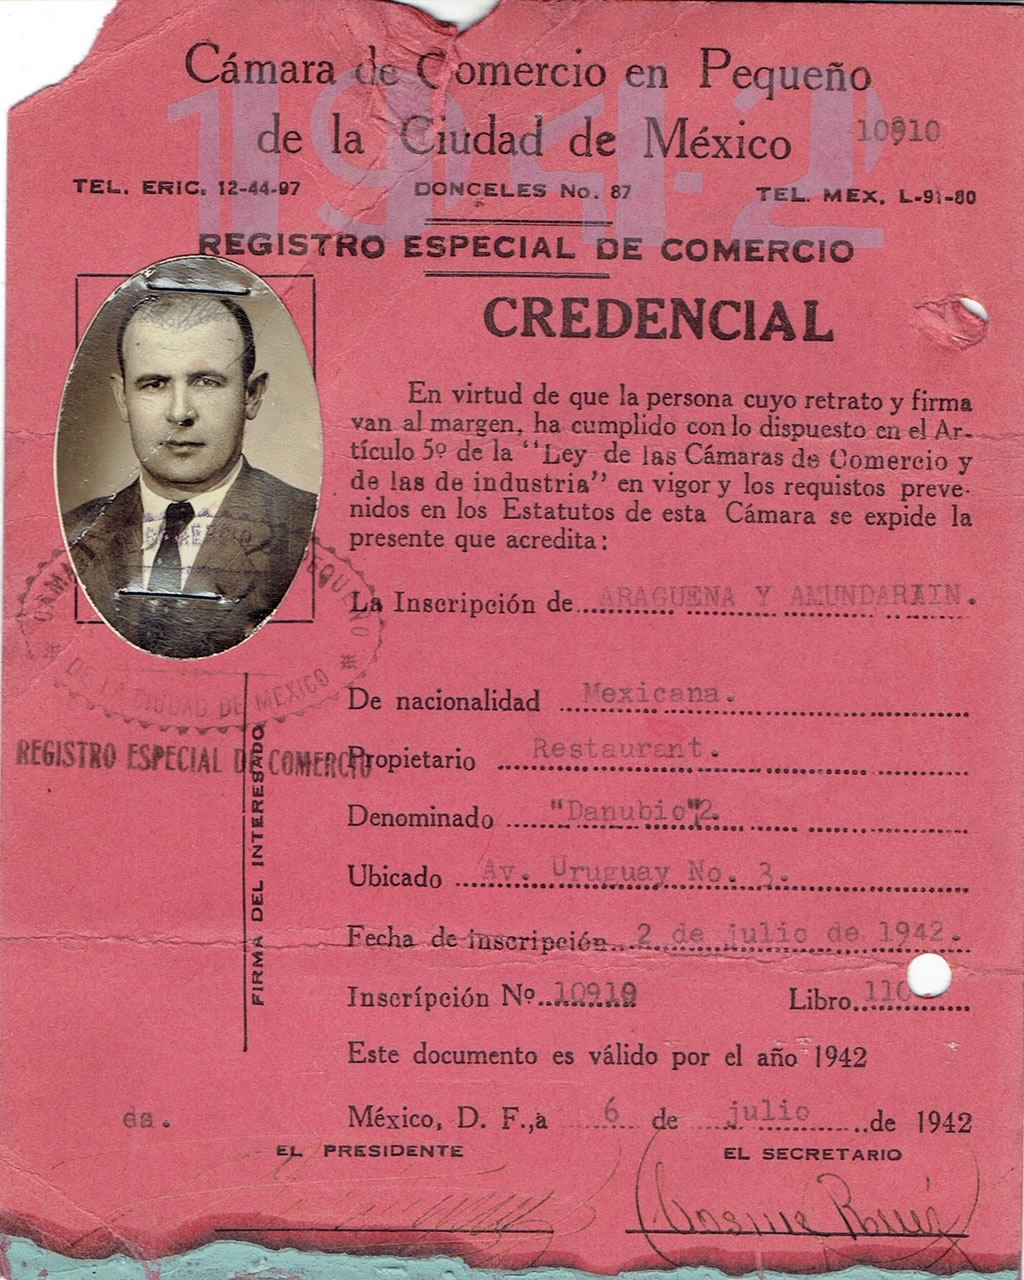 Cámara de Comercio en Pequeño
de la Ciudad de México
1942
10910
TEL. ERIC. 12-44-97 DONCELES No. 87 TEL. MEX. L-91-80
REGISTRO ESPECIAL DE COMERCIO
CREDENCIAL
En virtud de que la persona cuyo retrato y firma
van al margen, ha cumplido con lo dispuesto en el Ar-
tículo 5º de la "Ley de las Cámaras de Comercio y
de las de industria" en vigor y los requistos preve-
nidos en los Estatutos de esta Cámara se expide la
presente que acredita:
La Inscripción de ARAGUENA Y AMUNDARAIN.
De nacionalidad Mexicana.
Propietario Restaurant.
Denominado "Danubio"
Ubicado Av. Uruguay No. 3.
Fecha de inscripción 2 de julio de 1942.
Inscrípción Nº 10910 Libro 110
Este documento es válido por el año 1942
México, D. F., a 6 de julio de 1942
EL PRESIDENTE EL SECRETARIO
DE LA CIUDAD DE MEXICO
REGISTRO ESPECIAL DE COMERCIO
FIRMA DEL INTERESADO
ea.